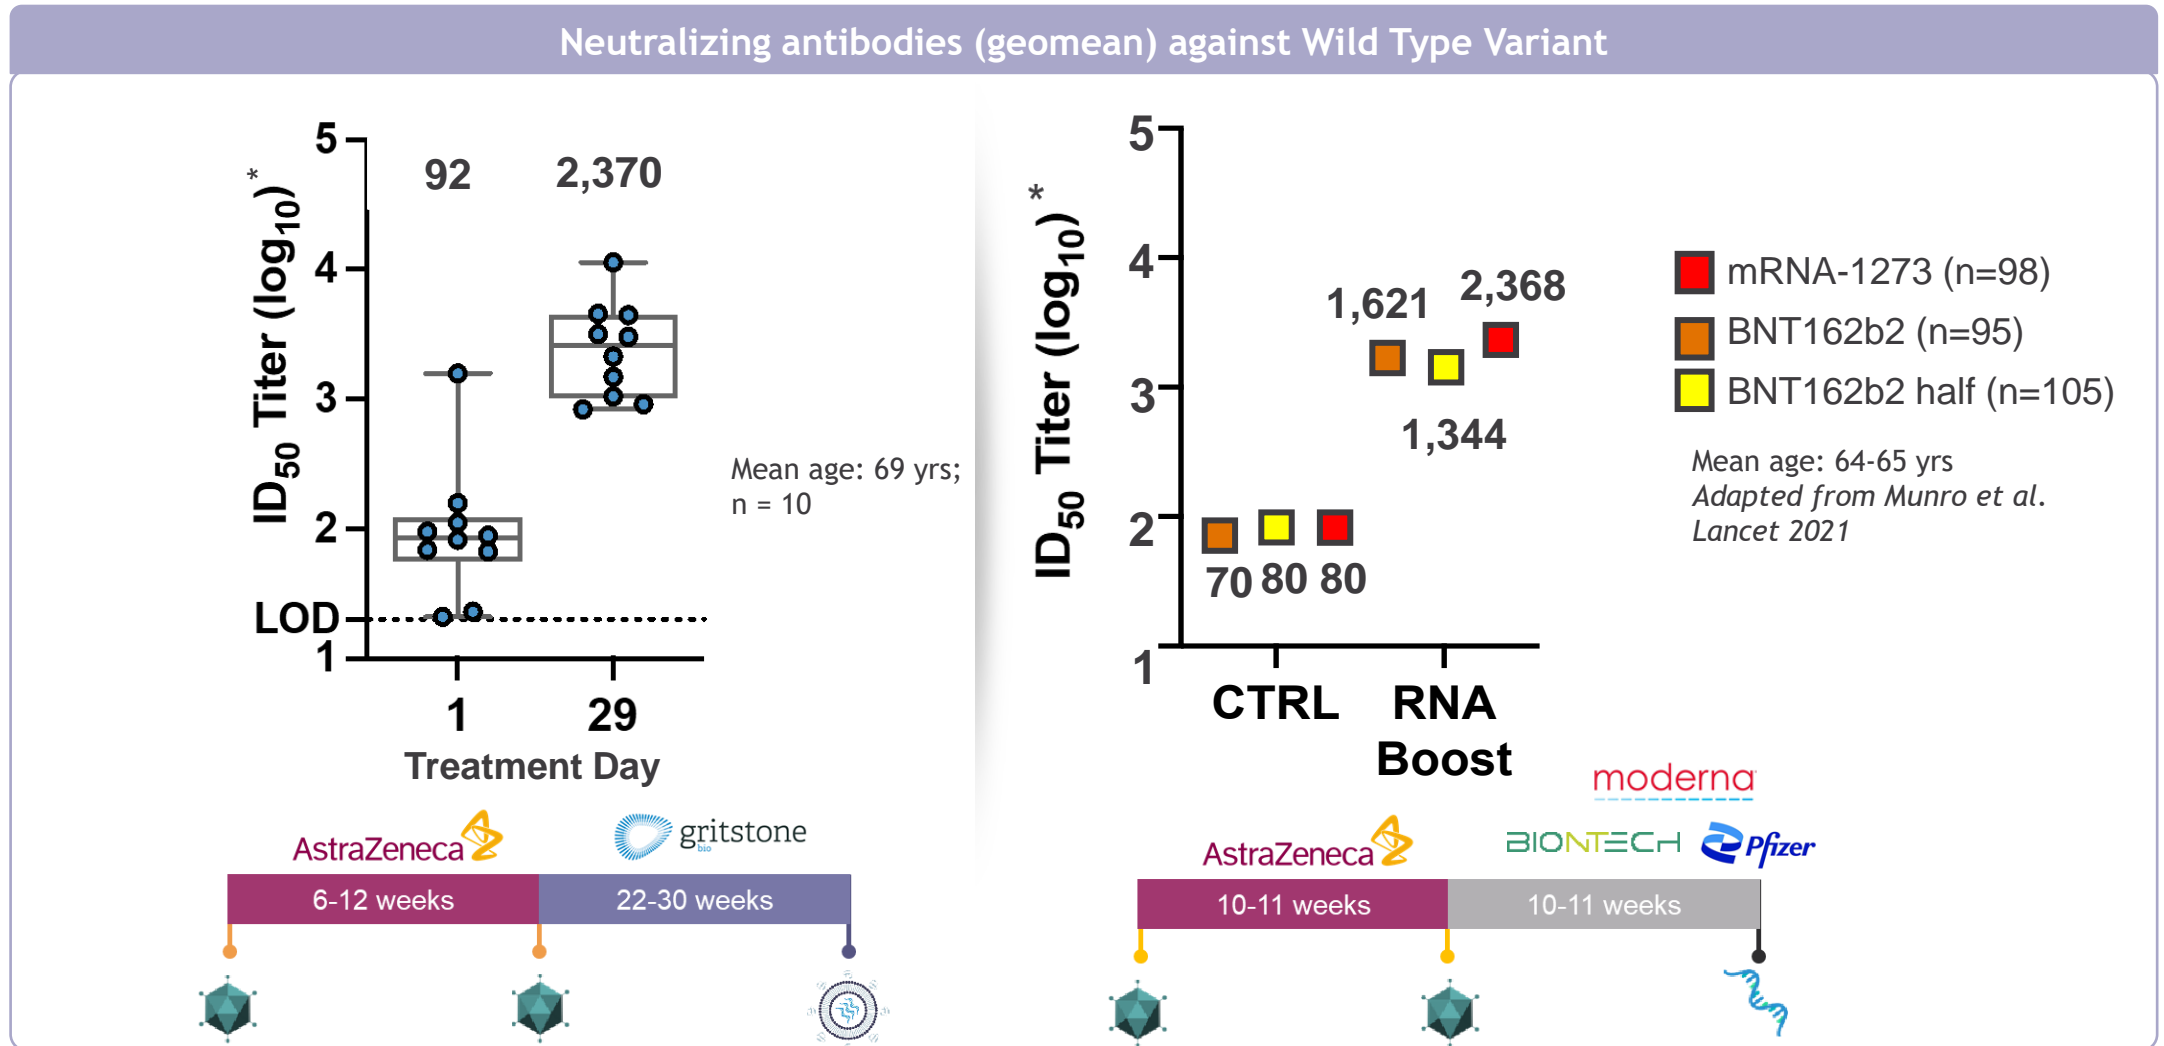 Neutralizing antibodies (geomean) against Wild Type Variant
ID50 Titer (log10)*
5
4
3
2
LOD
1
92
2,370
1
29
Treatment Day
Mean age: 69 yrs;
n = 10
AstraZeneca
gritstone
bio
6-12 weeks
22-30 weeks
ID50 Titer (log10)*
5
4
3
2
1
1,621
2,368
1,344
70
80
80
CTRL
RNA
Boost
mRNA-1273 (n=98)
BNT162b2 (n=95)
BNT162b2 half (n=105)
Mean age: 64-65 yrs
Adapted from Munro et al.
Lancet 2021
moderna
AstraZeneca
BIONTECH
Pfizer
10-11 weeks
10-11 weeks